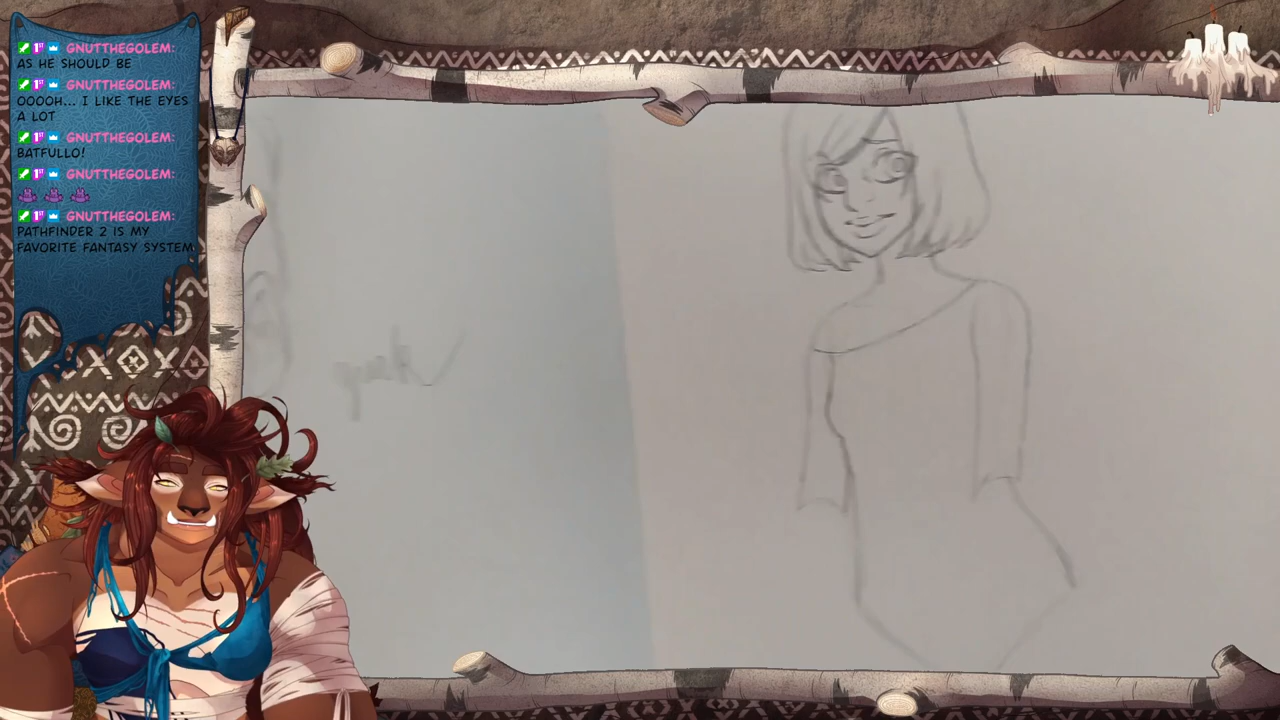 GNUTTHEGOLEM:
AS HE SHOULD BE
GNUTTHEGOLEM:
OOOOH... I LIKE THE EYES
A LOT
GNUTTHEGOLEM:
BATFULLO!
GNUTTHEGOLEM:
GNUTTHEGOLEM:
PATHFINDER 2 IS MY
FAVORITE FANTASY SYSTEM